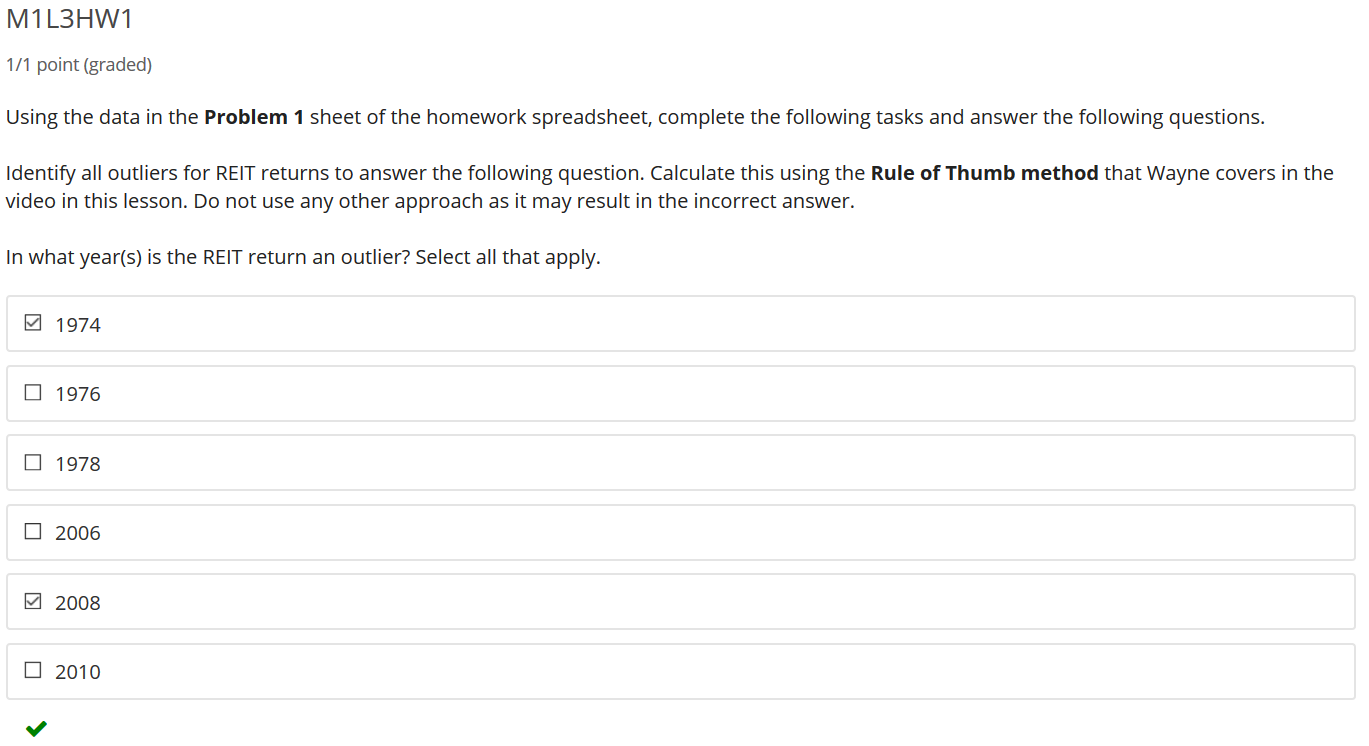 M1L3HW1
1/1 point (graded)
Using the data in the Problem 1 sheet of the homework spreadsheet, complete the following tasks and answer the following questions.
Identify all outliers for REIT returns to answer the following question. Calculate this using the Rule of Thumb method that Wayne covers in the
video in this lesson. Do not use any other approach as it may result in the incorrect answer.
In what year(s) is the REIT return an outlier? Select all that apply.
1974
1976
1978
2006
2008
2010